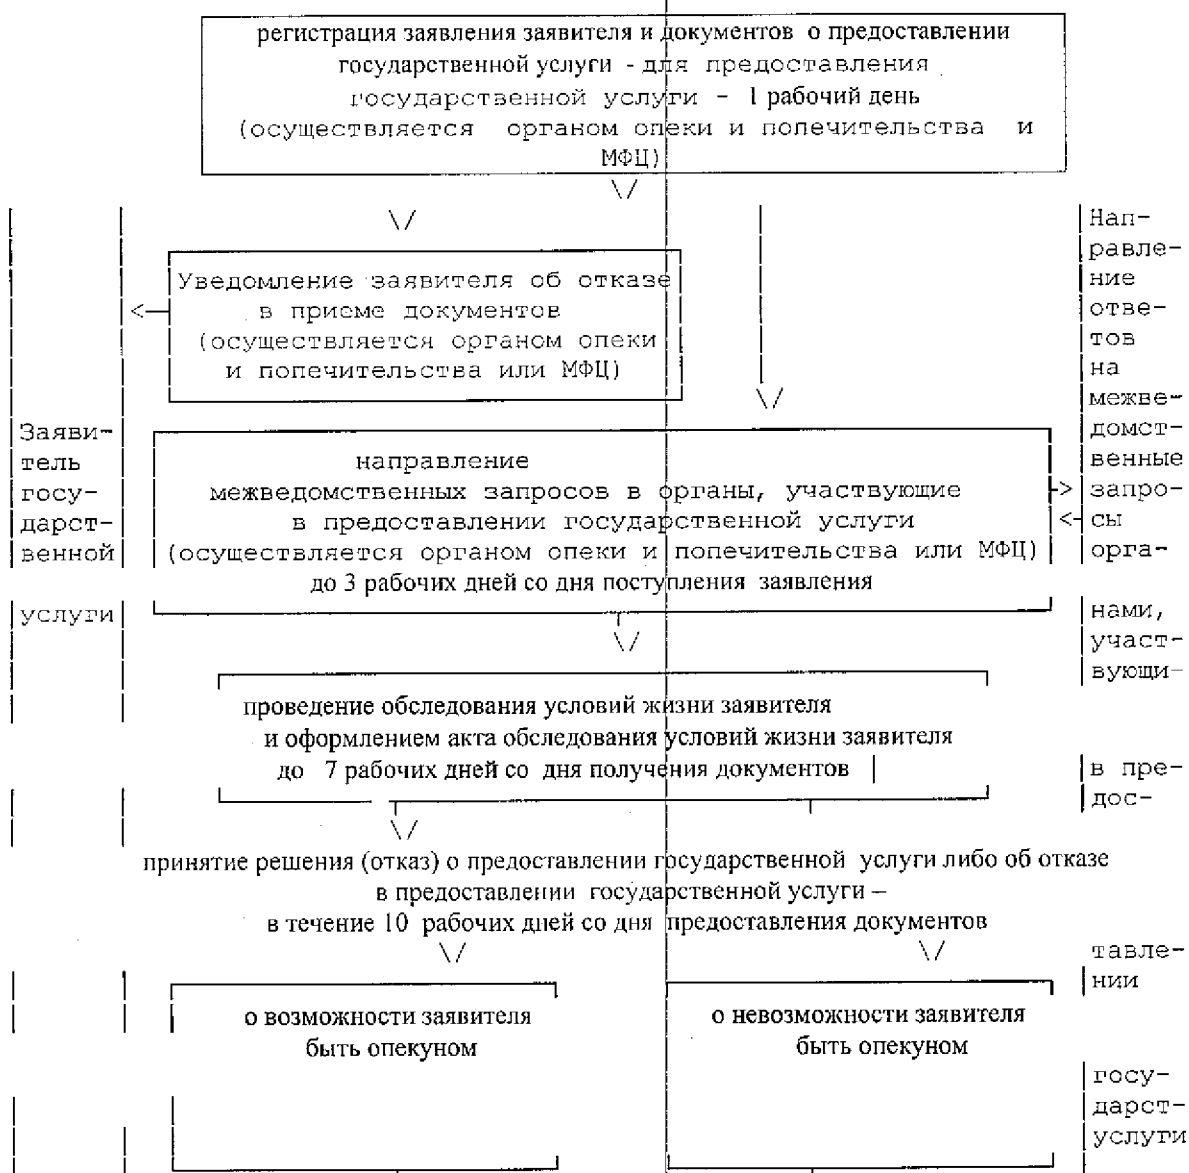 регистрация заявления заявителя и документов о предоставлении
государственной услуги - для предоставления
государственной услуги - 1 рабочий день
(осуществляется органом опеки и попечительства и
МФЦ)
\/
\/
Уведомление заявителя об отказе
<-
в приеме документов
(осуществляется органом опеки
и попечительства или МФЦ)
\/
Заяви-
тель
госу-
дарст-
венной
услуги
направление
межведомственных запросов в органы, участвующие
в предоставлении государственной услуги
(осуществляется органом опеки и попечительства или МФЦ)
до 3 рабочих дней со дня поступления заявления
->
<-
\/
проведение обследования условий жизни заявителя
и оформлением акта обследования условий жизни заявителя
до 7 рабочих дней со дня получения документов
\/
принятие решения (отказ) о предоставлении государственной услуги либо об отказе
в предоставлении государственной услуги –
в течение 10 рабочих дней со дня предоставления документов
\/
\/
о возможности заявителя
быть опекуном
о невозможности заявителя
быть опекуном
Нап-
равле-
ние
отве-
тов
на
межве-
домст-
венные
запро-
сы
орга-
нами,
участ-
вующи-
в пре-
дос-
тавле-
нии
госу-
дарст-
услуги